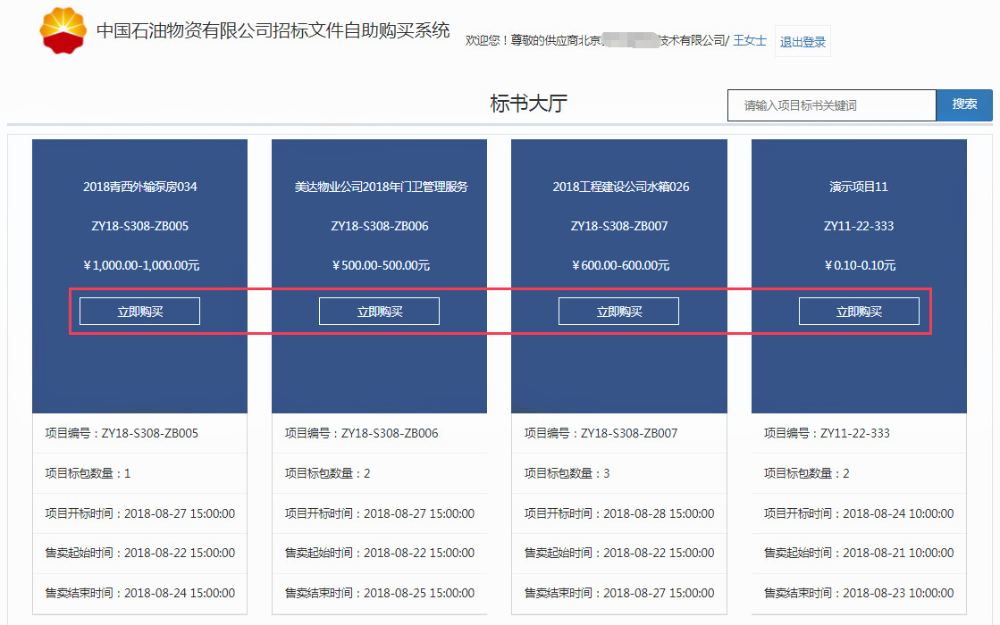 中国石油物资有限公司招标文件自助购买系统
欢迎您！尊敬的供应商北京 技术有限公司/ 王女士 退出登录
标书大厅
请输入项目标书关键词 搜索
2018青西外输泵房034
ZY18-S308-ZB005
￥1,000.00-1,000.00元
立即购买
项目编号：ZY18-S308-ZB005
项目标包数量：1
项目开标时间：2018-08-27 15:00:00
售卖起始时间：2018-08-22 15:00:00
售卖结束时间：2018-08-24 15:00:00
美达物业公司2018年门卫管理服务
ZY18-S308-ZB006
￥500.00-500.00元
立即购买
项目编号：ZY18-S308-ZB006
项目标包数量：2
项目开标时间：2018-08-27 15:00:00
售卖起始时间：2018-08-22 15:00:00
售卖结束时间：2018-08-25 15:00:00
2018工程建设公司水箱026
ZY18-S308-ZB007
￥600.00-600.00元
立即购买
项目编号：ZY18-S308-ZB007
项目标包数量：3
项目开标时间：2018-08-28 15:00:00
售卖起始时间：2018-08-22 15:00:00
售卖结束时间：2018-08-27 15:00:00
演示项目11
ZY11-22-333
￥0.10-0.10元
立即购买
项目编号：ZY11-22-333
项目标包数量：2
项目开标时间：2018-08-24 10:00:00
售卖起始时间：2018-08-21 10:00:00
售卖结束时间：2018-08-23 10:00:00